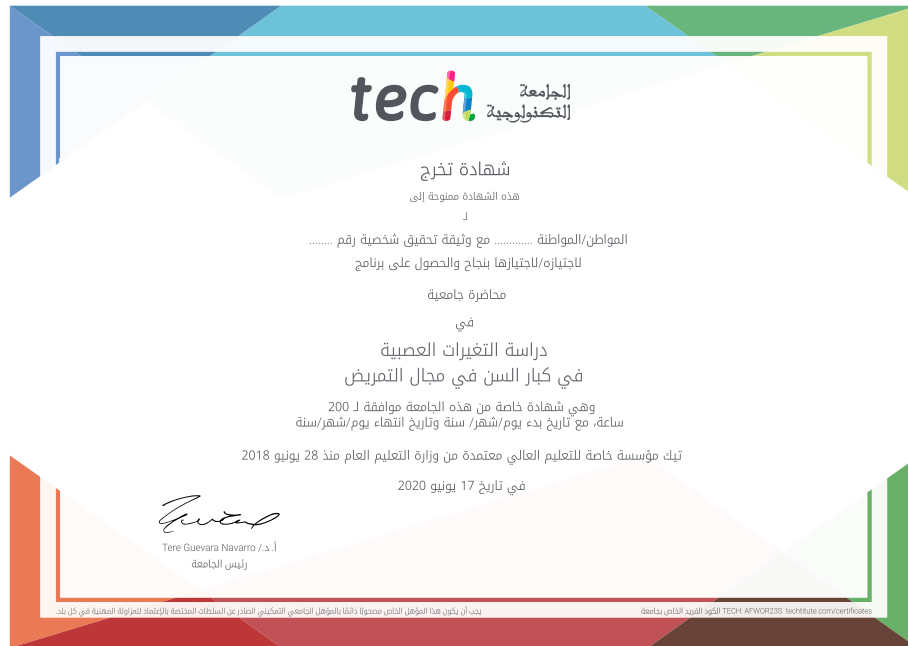 tech الجامعة
التكنولوجية
شهادة تخرج
هذه الشهادة ممنوحة إلى
لـ
المواطن/المواطنة ............. مع وثيقة تحقيق شخصية رقم ........
لاجتيازه/لاجتيازها بنجاح والحصول على برنامج
محاضرة جامعية
في
دراسة التغيرات العصبية
في كبار السن في مجال التمريض
وهي شهادة خاصة من هذه الجامعة موافقة لـ 200
ساعة، مع تاريخ بدء يوم/شهر/ سنة وتاريخ انتهاء يوم/شهر/سنة
تيك مؤسسة خاصة للتعليم العالي معتمدة من وزارة التعليم العام منذ 28 يونيو 2018
في تاريخ 17 يونيو 2020
أ. د./ Tere Guevara Navarro
رئيس الجامعة
يجب أن يكون هذا المؤهل الخاص مصحوبًا دائمًا بالمؤهل الجامعي التمكيني الصادر عن السلطات المختصة بالإعتماد للمزاولة المهنية في كل بلد.
الكود الفريد الخاص بجامعة TECH: AFWOR23S techtitute.com/certificates